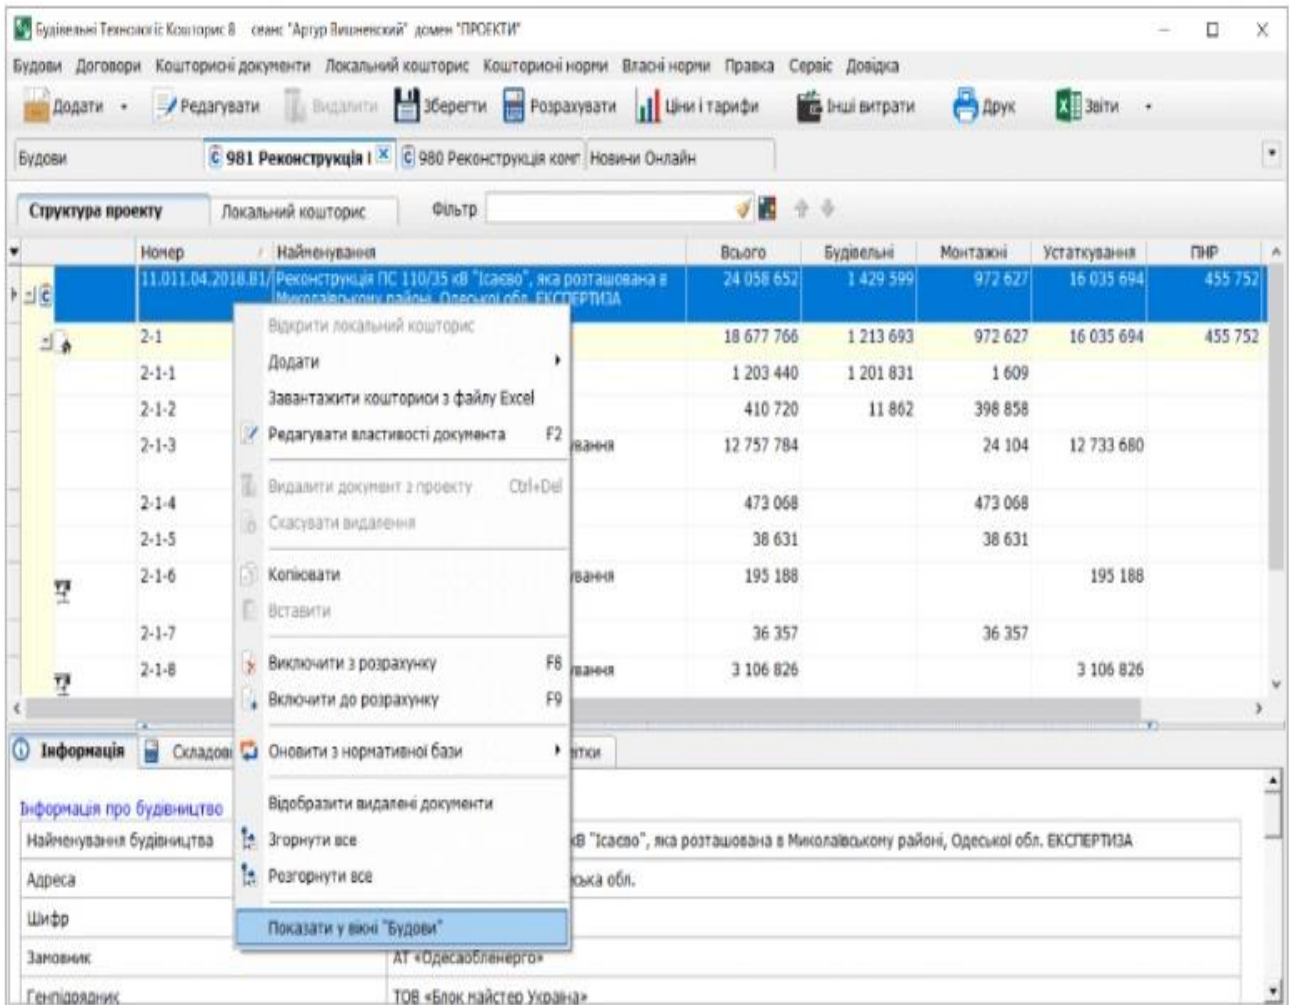 Будівельні Технології: Кошторис 8 сеанс "Артур Вишневский" домен "ПРОЕКТИ"
Будови Договори Кошторисні документи Локальний кошторис Кошторисні норми Власні норми Правка Сервіс Довідка
Додати Редагувати Видалити Зберегти Розрахувати Ціни і тарифи Інші витрати Друк Звіти
Будови 981 Реконструкція 980 Реконструкція комп Новини Онлайн
Структура проекту Локальний кошторис Фільтр
Номер Найменування Всього Будівельні Монтажні Устаткування ПНР
11.011.04.2018.81/ Реконструкція ПС 110/35 кВ "Ісаєво", яка розташована в 24 058 652 1 429 599 972 627 16 035 694 455 752
Миколаївському районі, Одеської обл. ЕКСПЕРТИЗА
2-1 18 677 766 1 213 693 972 627 16 035 694 455 752
2-1-1 1 203 440 1 201 831 1 609
2-1-2 410 720 11 862 398 858
2-1-3 ування 12 757 784 24 104 12 733 680
2-1-4 473 068 473 068
2-1-5 38 631 38 631
2-1-6 ування 195 188 195 188
2-1-7 36 357 36 357
2-1-8 ування 3 106 826 3 106 826
Відкрити локальний кошторис
Додати
Завантажити кошториси з файлу Excel
Редагувати властивості документа F2
Видалити документ з проекту Ctrl+Del
Скасувати видалення
Копіювати
Вставити
Виключити з розрахунку F8
Включити до розрахунку F9
Оновити з нормативної бази
Відобразити видалені документи
Згорнути все
Розгорнути все
Показати у вікні "Будови"
Інформація Складові ітки
Інформація про будівництво
Найменування будівництва кВ "Ісаєво", яка розташована в Миколаївському районі, Одеської обл. ЕКСПЕРТИЗА
Адреса ська обл.
Шифр
Замовник АТ «Одесаобленерго»
Генпідрядник ТОВ «Блок майстер Україна»